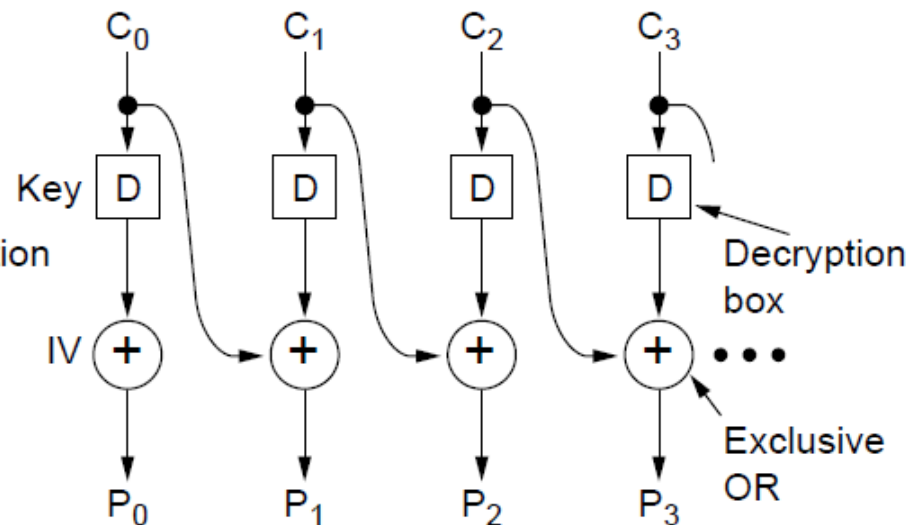 C₀ C₁ C₂ C₃
Key D D D D
ion
Decryption
box
IV + + + +
Exclusive
OR
P₀ P₁ P₂ P₃